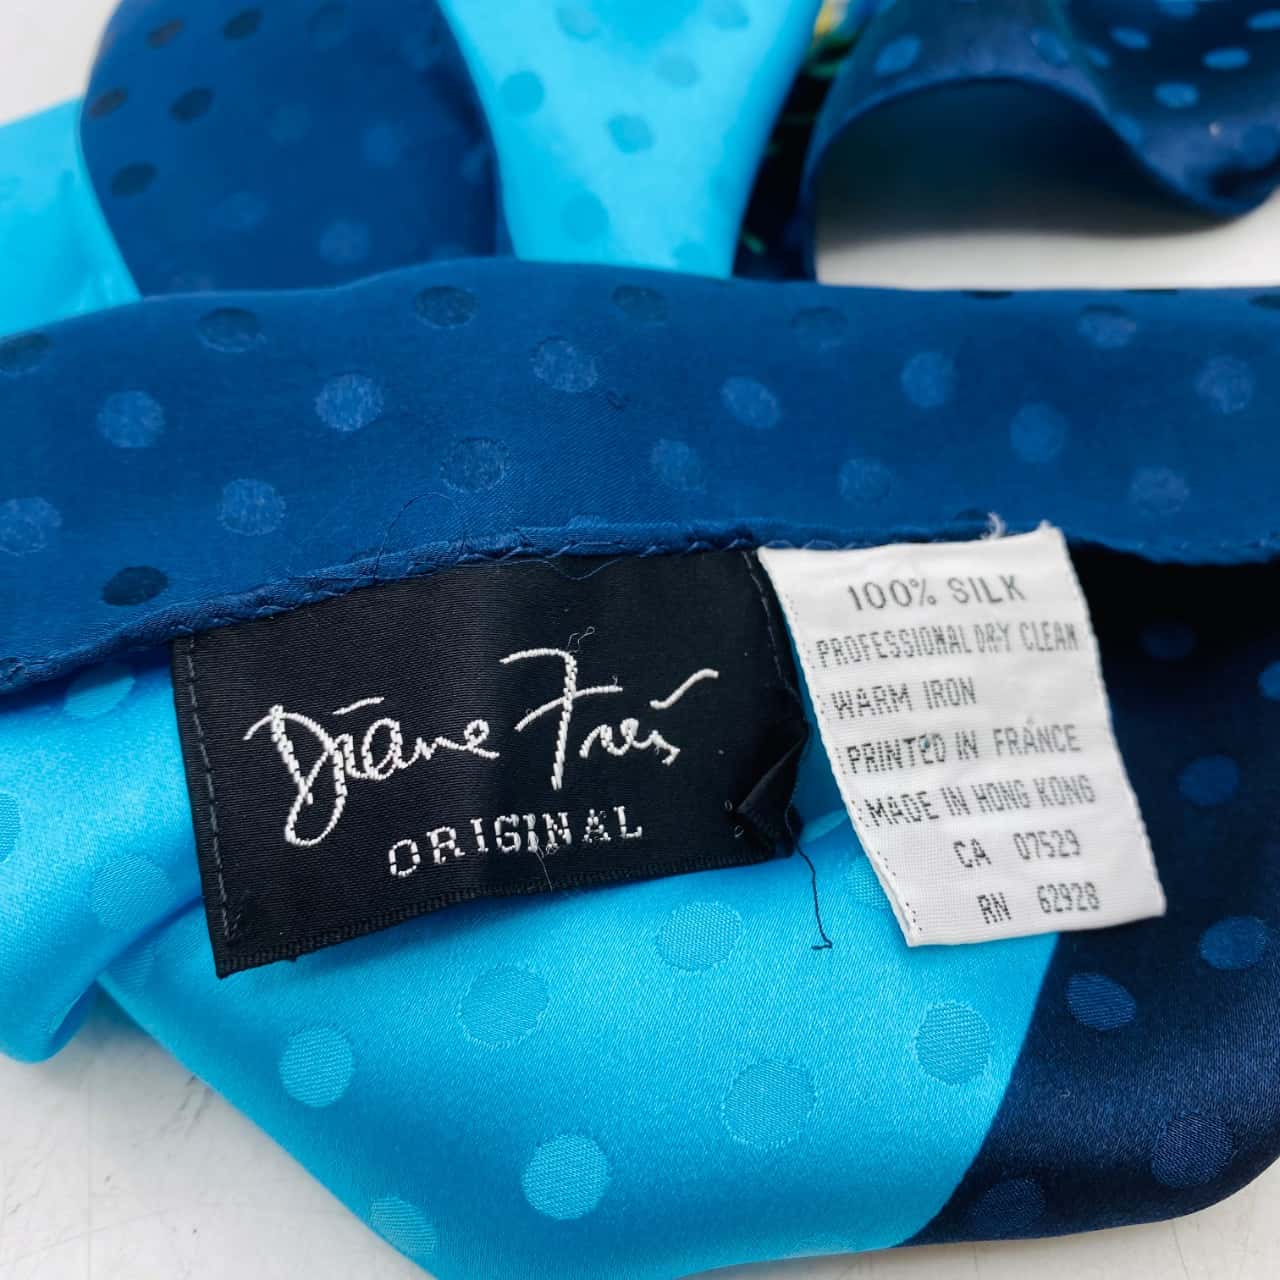 Diane Freis
ORIGINAL
100% SILK
PROFESSIONAL DRY CLEAN
WARM IRON
PRINTED IN FRANCE
MADE IN HONG KONG
CA 07529
RN 62928